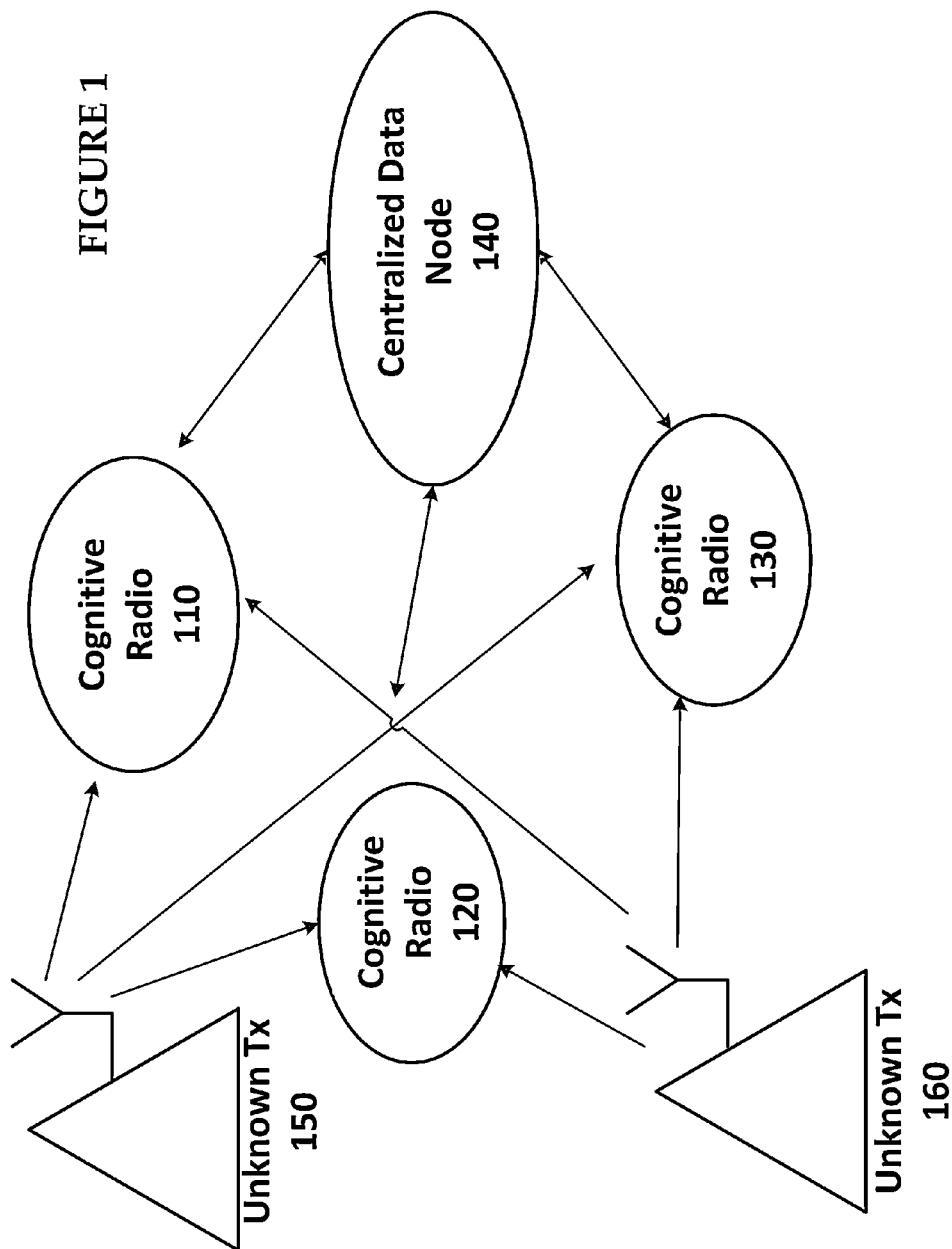 FIGURE 1
Unknown Tx
150
Cognitive
Radio
110
Cognitive
Radio
120
Centralized Data
Node
140
Unknown Tx
160
Cognitive
Radio
130